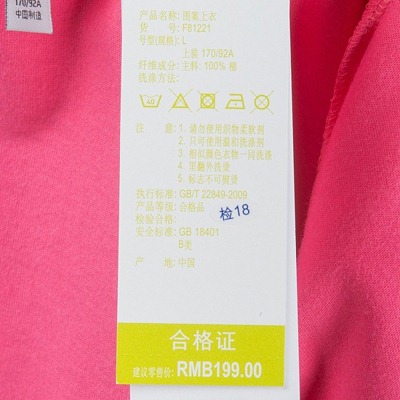 170/92A
中国制造
产品名称: 图案上衣
货 号: F81221
号型(规格): L
上装 170/92A
纤维成分: 主料: 100% 棉
洗涤方法:
40
注 意: 1. 请勿使用织物柔软剂
2. 只可使用温和洗涤剂
3. 相似颜色衣物一同洗涤
4. 里翻外洗涤
5. 标志不可熨烫
执行标准: GB/T 22849-2009
产品等级: 合格品
检验合格:
检18
安全标准: GB 18401
B类
产 地: 中国
合格证
建议零售价: RMB199.00